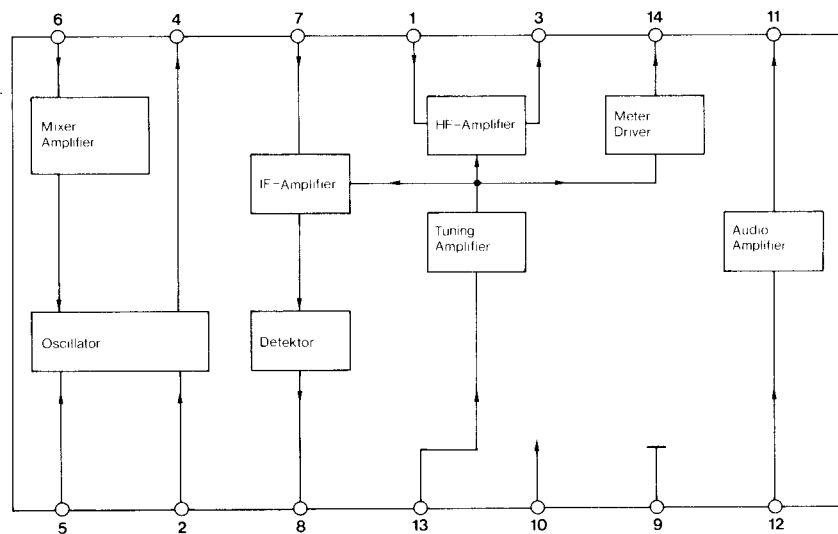 6 4 7 1 3 14 11
Mixer
Amplifier
HF-Amplifier
Meter
Driver
IF-Amplifier
Tuning
Amplifier
Audio
Amplifier
Oscillator
Detektor
5 2 8 13 10 9 12